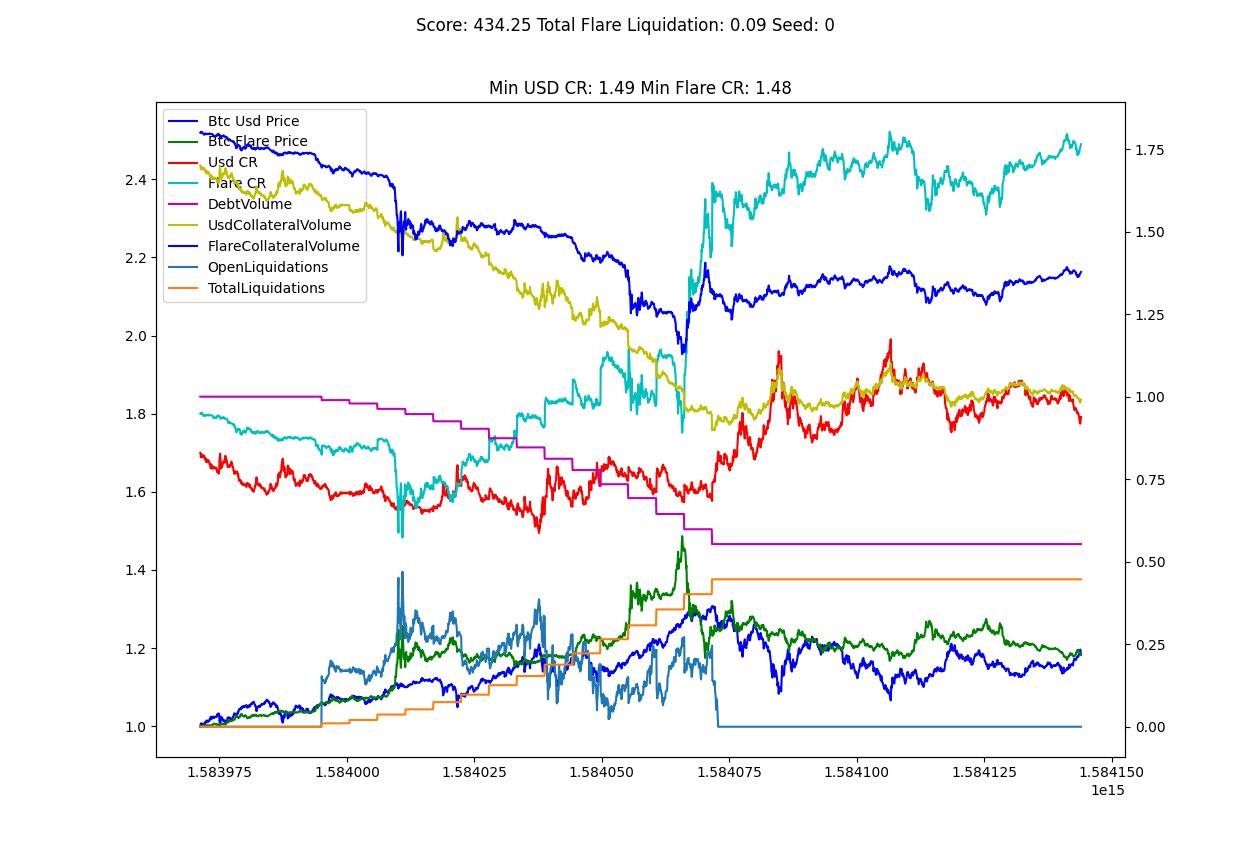 Score: 434.25 Total Flare Liquidation: 0.09 Seed: 0
Min USD CR: 1.49 Min Flare CR: 1.48
Btc Usd Price
Btc Flare Price
Usd CR
Flare CR
DebtVolume
UsdCollateralVolume
FlareCollateralVolume
OpenLiquidations
TotalLiquidations
2.4
2.2
2.0
1.8
1.6
1.4
1.2
1.0
1.75
1.50
1.25
1.00
0.75
0.50
0.25
0.00
1.583975 1.584000 1.584025 1.584050 1.584075 1.584100 1.584125 1.584150
1e15